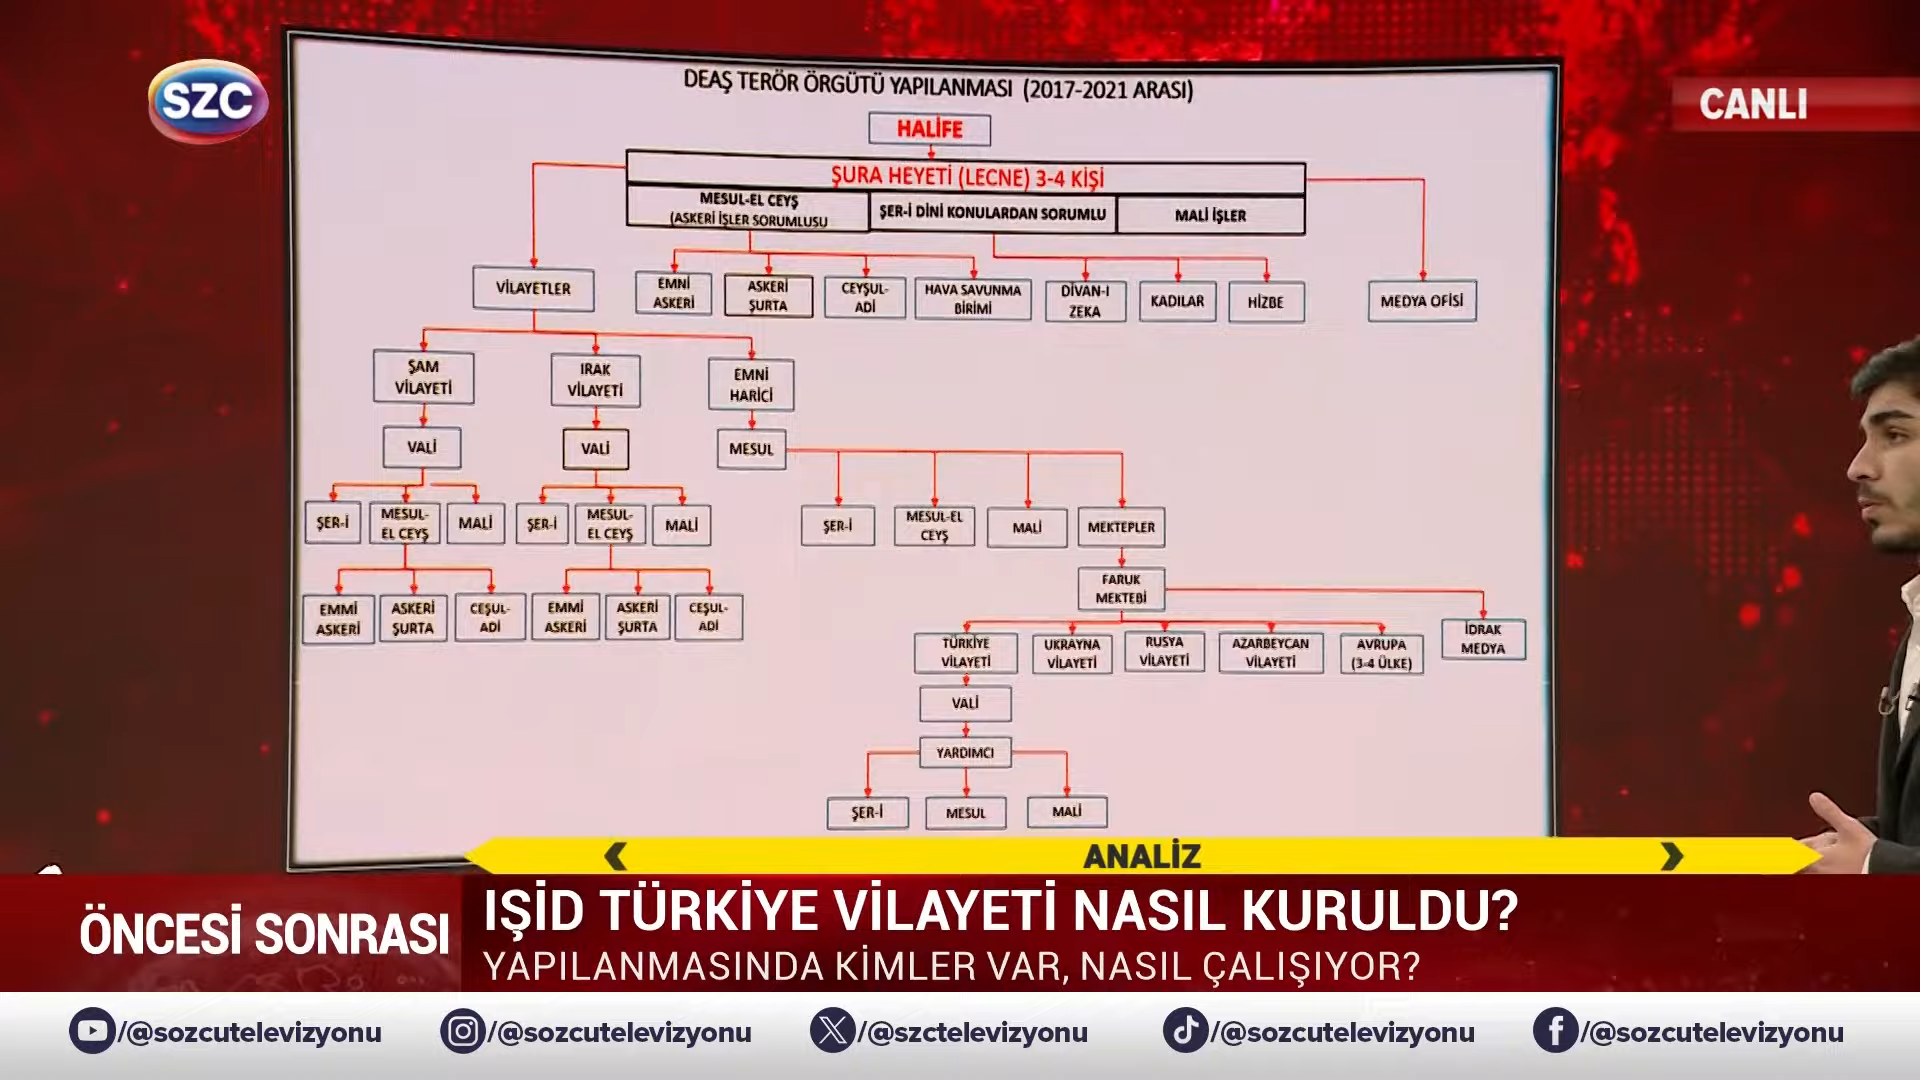 SZC
CANLI
DEAŞ TERÖR ÖRGÜTÜ YAPILANMASI (2017-2021 ARASI)
HALİFE
ŞURA HEYETİ (LECNE) 3-4 KİŞİ
MESUL-EL CEYŞ
(ASKERİ İŞLER SORUMLUSU
ŞER-İ DİNİ KONULARDAN SORUMLU
MALİ İŞLER
VİLAYETLER
EMNİ
ASKERİ
ASKERİ
ŞURTA
CEYŞUL-
ADİ
HAVA SAVUNMA
BİRİMİ
DİVAN-I
ZEKA
KADILAR
HİZBE
MEDYA OFİSİ
ŞAM
VİLAYETİ
IRAK
VİLAYETİ
EMNİ
HARİCİ
VALİ
VALİ
MESUL
ŞER-İ
MESUL-
EL CEYŞ
MALİ
ŞER-İ
MESUL-
EL CEYŞ
MALİ
ŞER-İ
MESUL-EL
CEYŞ
MALİ
MEKTEPLER
EMMİ
ASKERİ
ASKERİ
ŞURTA
CEŞUL-
ADİ
EMMİ
ASKERİ
ASKERİ
ŞURTA
CEŞUL-
ADİ
FARUK
MEKTEBİ
TÜRKİYE
VİLAYETİ
UKRAYNA
VİLAYETİ
RUSYA
VİLAYETİ
AZARBEYCAN
VİLAYETİ
AVRUPA
(3-4 ÜLKE)
İDRAK
MEDYA
VALİ
YARDIMCI
ŞER-İ
MESUL
MALİ
ANALİZ
ÖNCESİ SONRASI
IŞİD TÜRKİYE VİLAYETİ NASIL KURULDU?
YAPILANMASINDA KİMLER VAR, NASIL ÇALIŞIYOR?
/@sozcutelevizyonu
/@sozcutelevizyonu
/@szctelevizyonu
/@sozcutelevizyonu
/@sozcutelevizyonu